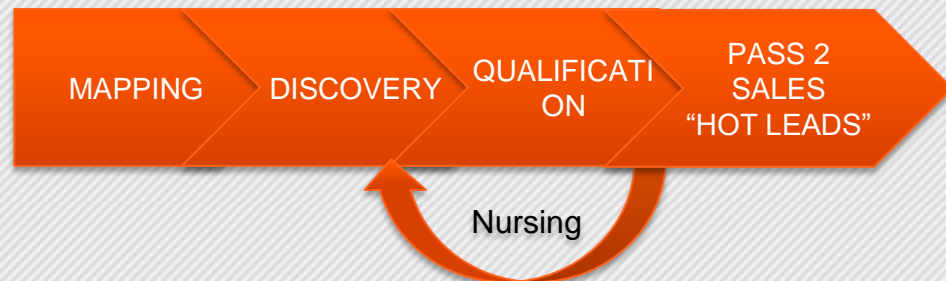 MAPPING
DISCOVERY
QUALIFICATI
ON
PASS 2
SALES
“HOT LEADS”
Nursing